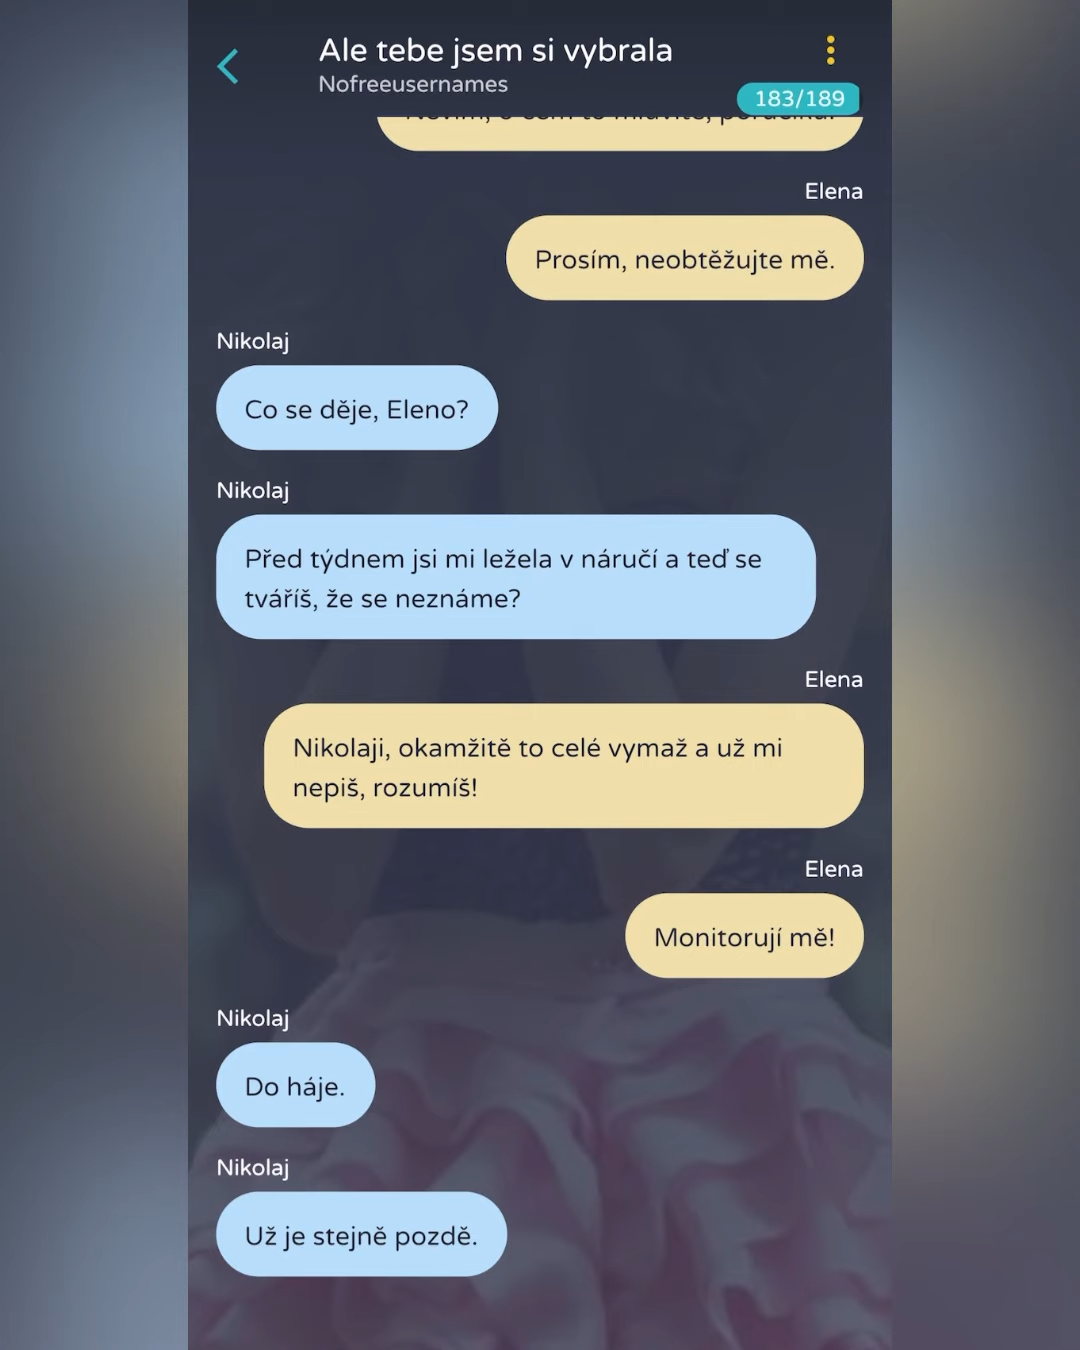 Ale tebe jsem si vybrala
Nofreeusernames
183/189
Elena
Prosím, neobtěžujte mě.
Nikolaj
Co se děje, Eleno?
Nikolaj
Před týdnem jsi mi ležela v náručí a teď se
tváříš, že se neznáme?
Elena
Nikolaji, okamžitě to celé vymaž a už mi
nepiš, rozumíš!
Elena
Monitorují mě!
Nikolaj
Do háje.
Nikolaj
Už je stejně pozdě.